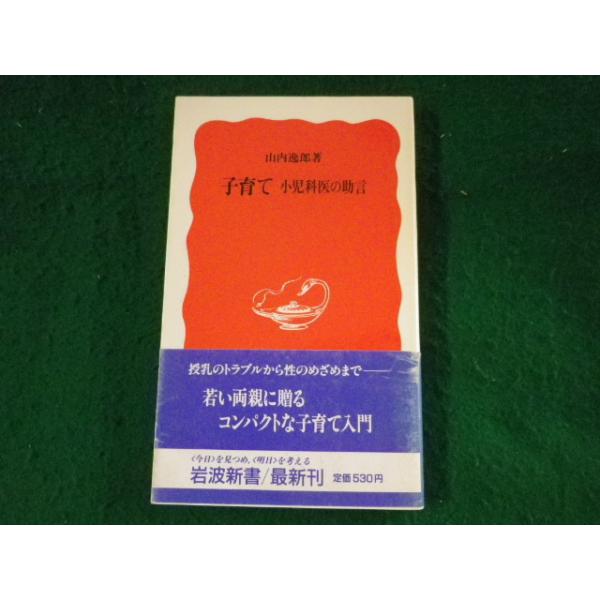 山内逸郎著
子育て 小児科医の助言
授乳のトラブルから性のめざめまで――
若い両親に贈る
コンパクトな子育て入門
〈今日〉を見つめ,〈明日〉を考える
岩波新書/最新刊 定価530円